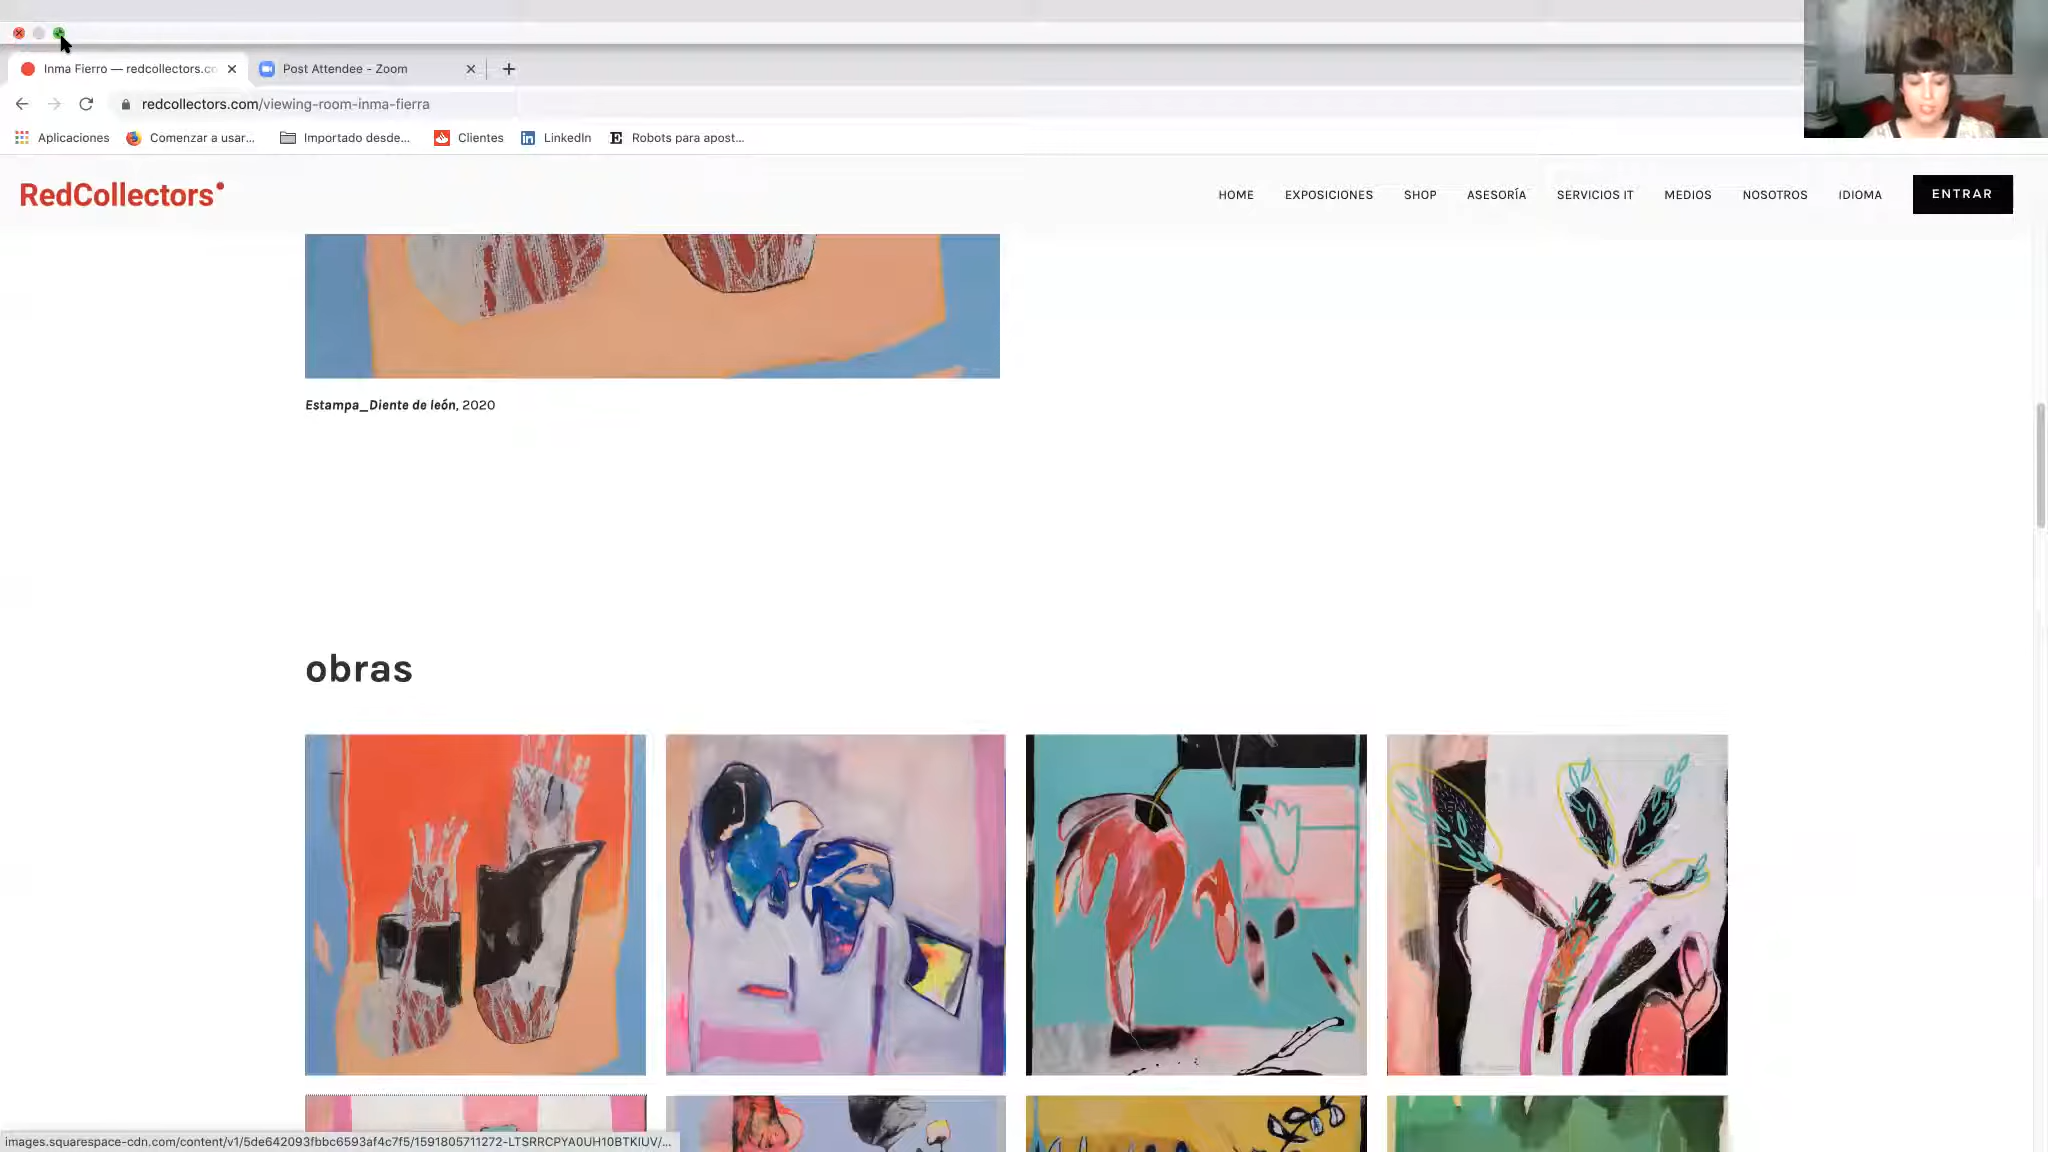 Inma Fierro — redcollectors.co
Post Attendee - Zoom
redcollectors.com/viewing-room-inma-fierra
Aplicaciones
Comenzar a usar...
Importado desde...
Clientes
LinkedIn
Robots para apost...
RedCollectors
HOME
EXPOSICIONES
SHOP
ASESORÍA
SERVICIOS IT
MEDIOS
NOSOTROS
IDIOMA
ENTRAR
Estampa_Diente de león, 2020
obras
images.squarespace-cdn.com/content/v1/5de642093fbbc6593af4c7f5/1591805711272-LTSRRCPYA0UH10BTKIUV/...